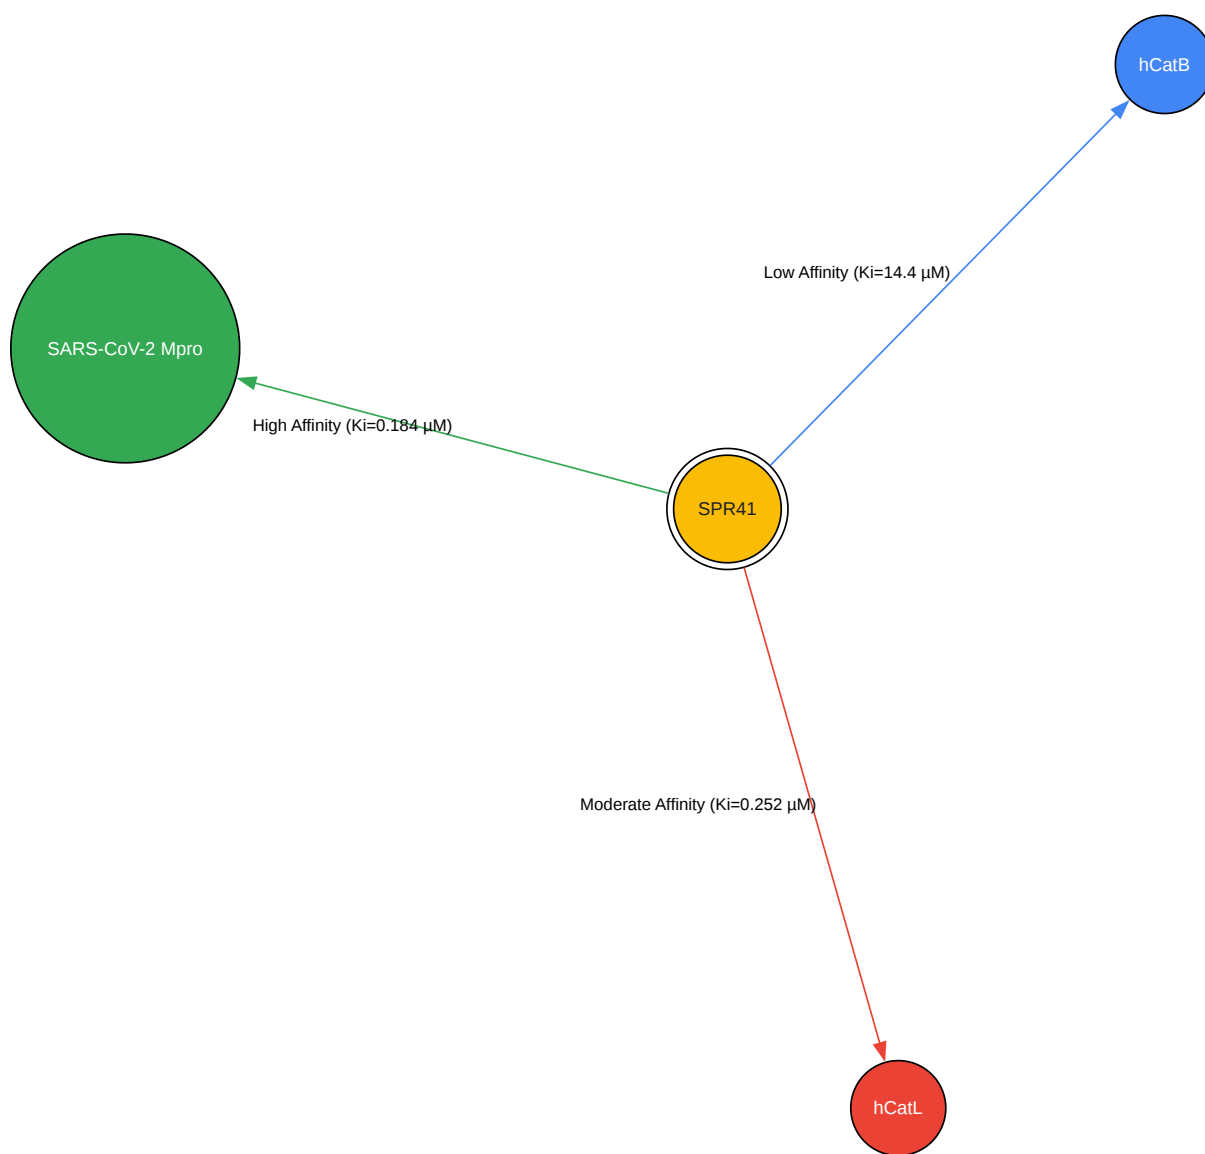 hCatB
Low Affinity (Ki=14.4 µM)
SARS-CoV-2 Mpro
High Affinity (Ki=0.184 µM)
SPR41
Moderate Affinity (Ki=0.252 µM)
hCatL